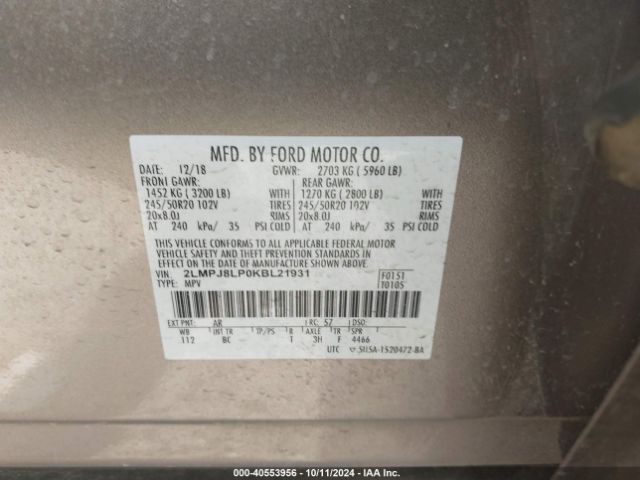 MFD. BY FORD MOTOR CO.
DATE: 12/18 GVWR: 2703 KG ( 5960 LB)
FRONT GAWR: REAR GAWR:
1452 KG ( 3200 LB) WITH 1270 KG ( 2800 LB) WITH
245/50R20 102V TIRES 245/50R20 102V TIRES
20x8.0J RIMS 20x8.0J RIMS
AT 240 kPa/ 35 PSI COLD AT 240 kPa/ 35 PSI COLD
THIS VEHICLE CONFORMS TO ALL APPLICABLE FEDERAL MOTOR
VEHICLE SAFETY AND THEFT PREVENTION STANDARDS IN
EFFECT ON THE DATE OF MANUFACTURE SHOWN ABOVE.
VIN: 2LMPJ8LP0KBL21931 F0151
TYPE: MPV T0105
EXT PNT: AR RC: 57 DSO:
WB INT TR TP/PS R AXLE TR SPR
112 BC T 3H F 4466
UTC
000-40553956 - 10/11/2024 - IAA Inc.